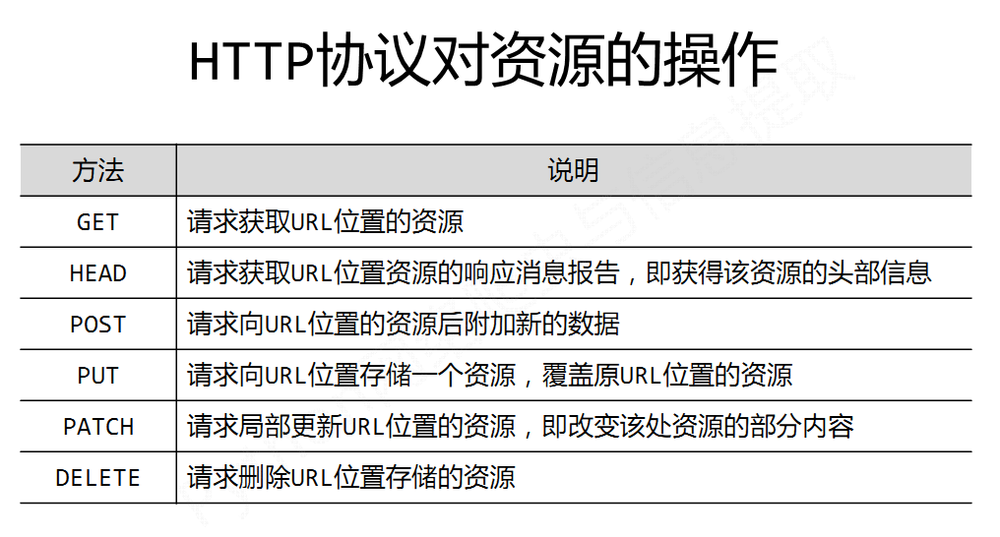 HTTP协议对资源的操作
方法 说明
GET 请求获取URL位置的资源
HEAD 请求获取URL位置资源的响应消息报告，即获得该资源的头部信息
POST 请求向URL位置的资源后附加新的数据
PUT 请求向URL位置存储一个资源，覆盖原URL位置的资源
PATCH 请求局部更新URL位置的资源，即改变该处资源的部分内容
DELETE 请求删除URL位置存储的资源